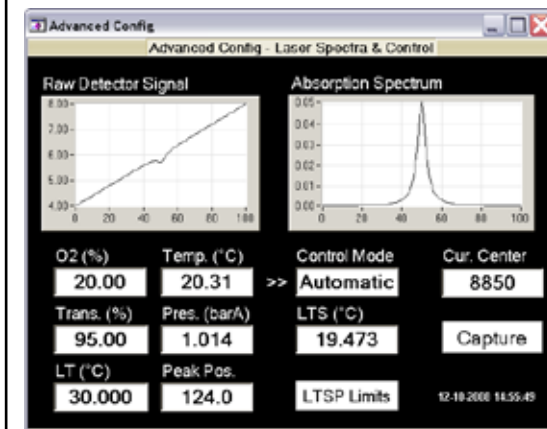 Advanced Config
Advanced Config - Laser Spectra & Control
Raw Detector Signal
Absorption Spectrum
8.00
7.00
6.00
5.00
4.00
0 20 40 60 80 100
0.05
0.04
0.03
0.02
0.01
0.00
0 20 40 60 80 100
O2 (%) Temp. (°C) Control Mode Cur. Center
20.00 20.31 >> Automatic 8850
Trans. (%) Pres. (barA) LTS (°C)
95.00 1.014 19.473 Capture
LT (°C) Peak Pos.
30.000 124.0 LTSP Limits 12-10-2008 14:55:49